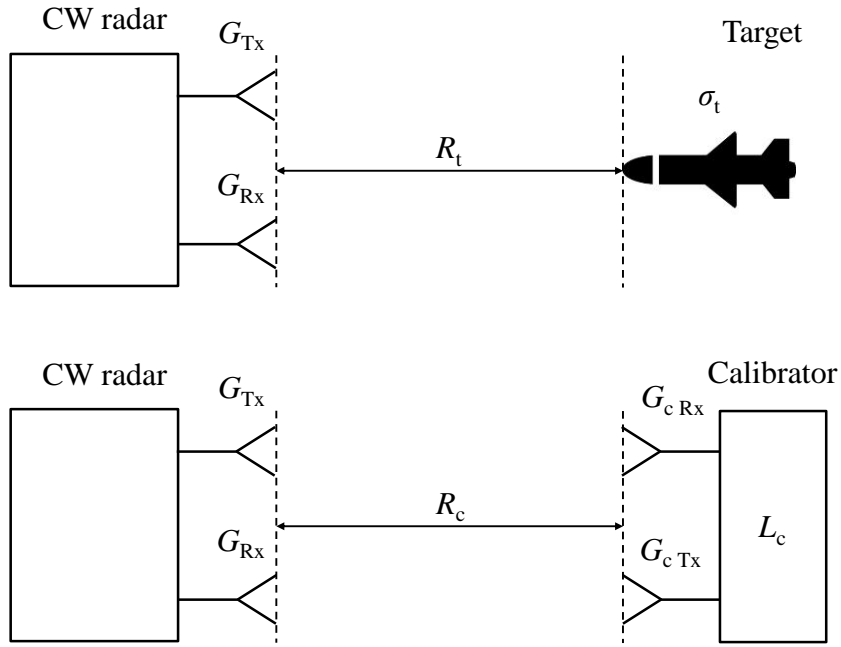 CW radar
G_Tx
Target
σ_t
R_t
G_Rx
CW radar
G_Tx
Calibrator
G_c Rx
R_c
G_Rx
G_c Tx
L_c